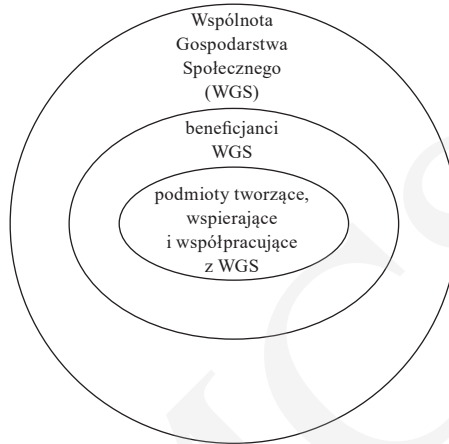 Wspólnota
Gospodarstwa
Społecznego
(WGS)
beneficjanci
WGS
podmioty tworzące,
wspierające
i współpracujące
z WGS